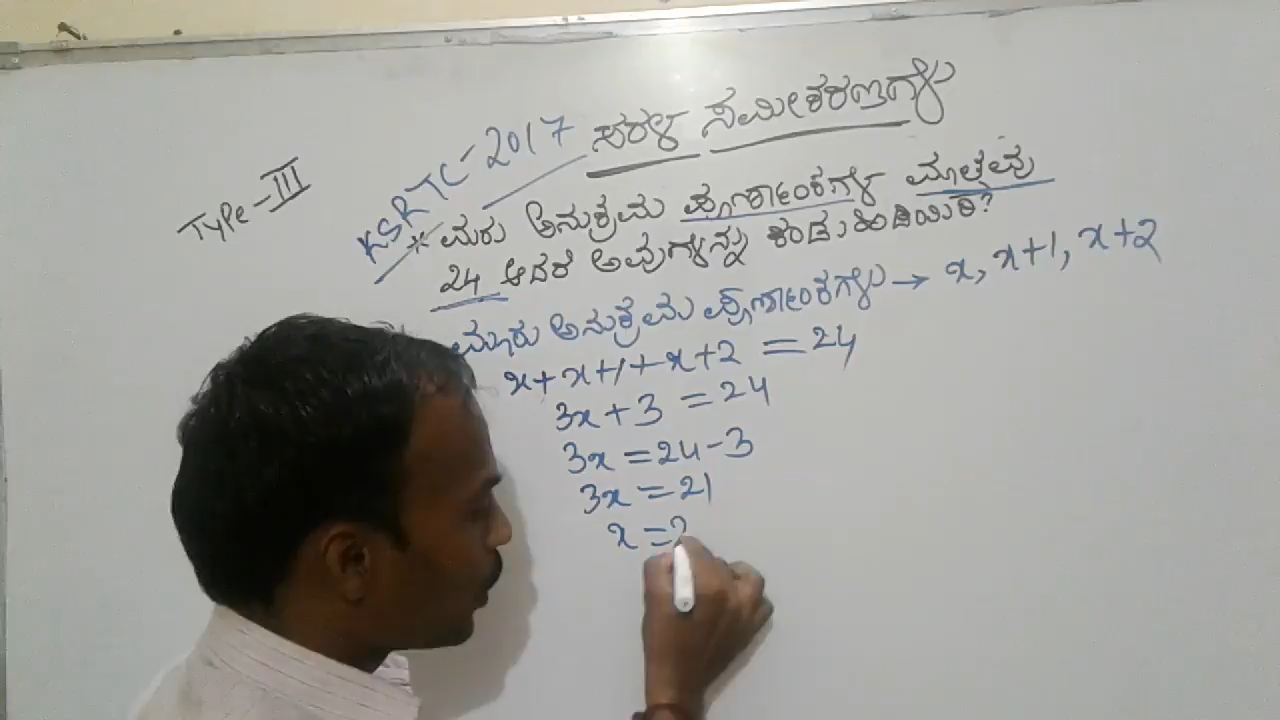 ಸರಳ ಸಮೀಕರಣಗಳು
KSRTC-2017
Type-III
* ಮೂರು ಅನುಕ್ರಮ ಪೂರ್ಣಾಂಕಗಳ ಮೊತ್ತವು
24 ಆದರೆ ಅವುಗಳನ್ನು ಕಂಡು ಹಿಡಿಯಿರಿ?
ಮೂರು ಅನುಕ್ರಮ ಪೂರ್ಣಾಂಕಗಳು → x, x+1, x+2
x+x+1+x+2 = 24
3x+3 = 24
3x = 24-3
3x = 21
x = 2